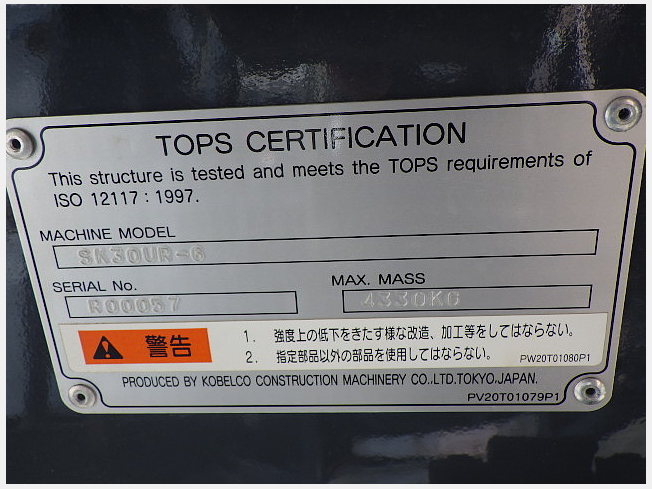 TOPS CERTIFICATION
This structure is tested and meets the TOPS requirements of
ISO 12117 : 1997.
MACHINE MODEL
SK30UR-6
SERIAL No.
R00057
MAX. MASS
4330KG
警告
1. 強度上の低下をきたす様な改造、加工等をしてはならない。
2. 指定部品以外の部品を使用してはならない。
PW20T01080P1
PRODUCED BY KOBELCO CONSTRUCTION MACHINERY CO.,LTD.TOKYO,JAPAN.
PV20T01079P1